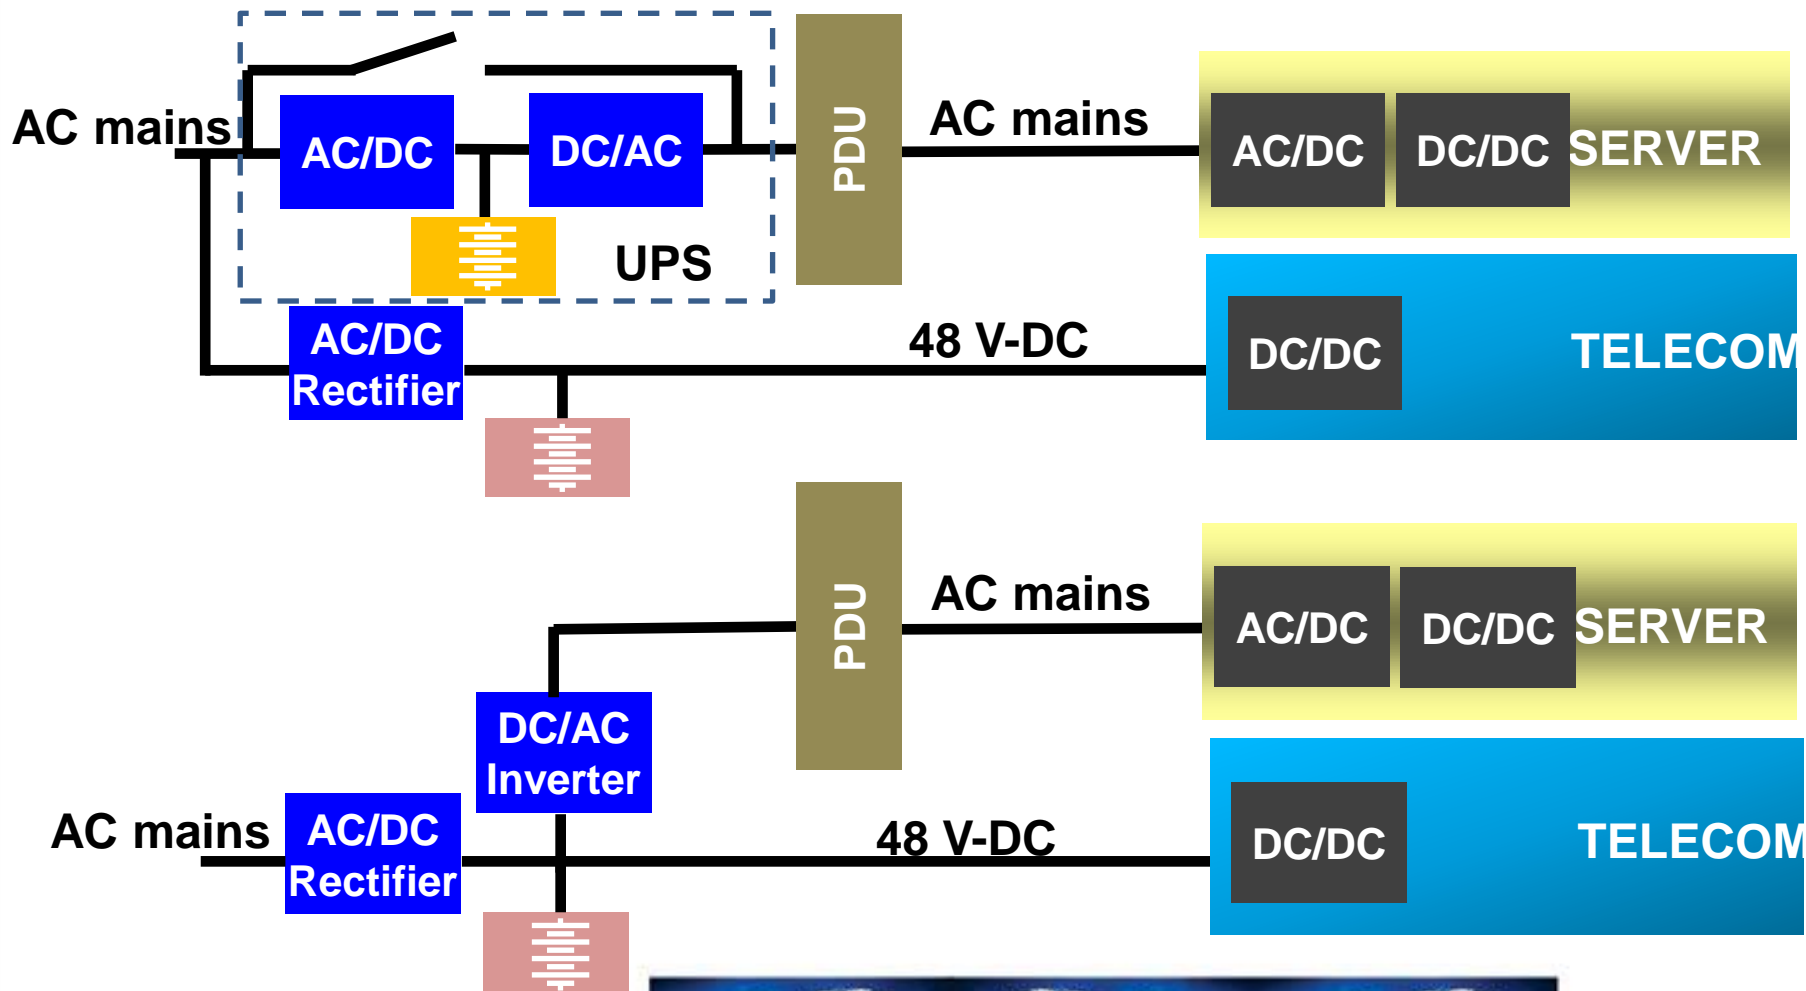 AC mains
AC/DC
DC/AC
UPS
PDU
AC mains
AC/DC
DC/DC
SERVER
AC/DC
Rectifier
48 V-DC
DC/DC
TELECOM
PDU
AC mains
AC/DC
DC/DC
SERVER
DC/AC
Inverter
AC mains
AC/DC
Rectifier
48 V-DC
DC/DC
TELECOM